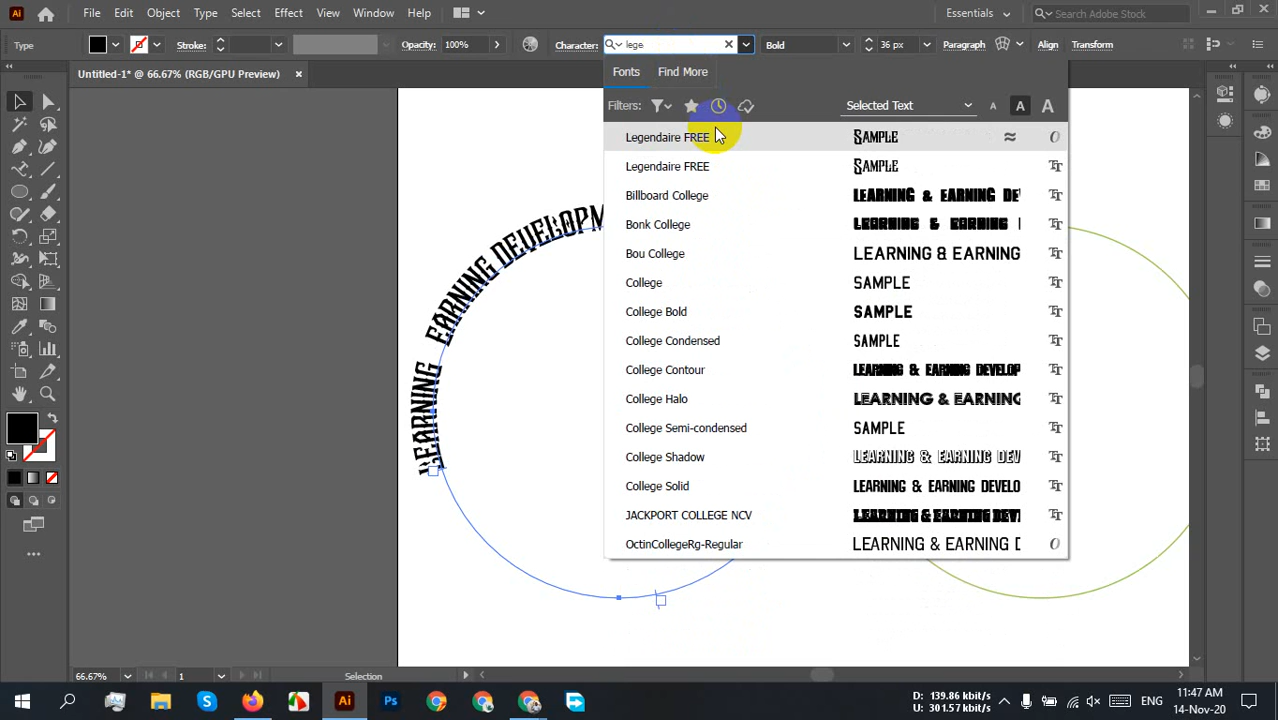 Ai File Edit Object Type Select Effect View Window Help Essentials Search Adobe Stock
Type Stroke: Opacity: 100% Character: lege Bold 36 px Paragraph Align Transform
Untitled-1* @ 66.67% (RGB/GPU Preview)
Fonts Find More
Filters: Selected Text A A A
Legendaire FREE SAMPLE
Legendaire FREE SAMPLE
Billboard College LEARNING & EARNING DE
Bonk College LEARNING & EARNING
Bou College LEARNING & EARNING
College SAMPLE
College Bold SAMPLE
College Condensed SAMPLE
College Contour LEARNING & EARNING DEVELOP
College Halo LEARNING & EARNING
College Semi-condensed SAMPLE
College Shadow LEARNING & EARNING DEV
College Solid LEARNING & EARNING DEVELO
JACKPORT COLLEGE NCV LEARNING & EARNING DEV
OctinCollegeRg-Regular LEARNING & EARNING D
LEARNING EARNING DEVELOPM
66.67% 1 Selection
Ai Ps D: 139.86 kbit/s U: 301.57 kbit/s ENG 11:47 AM 14-Nov-20